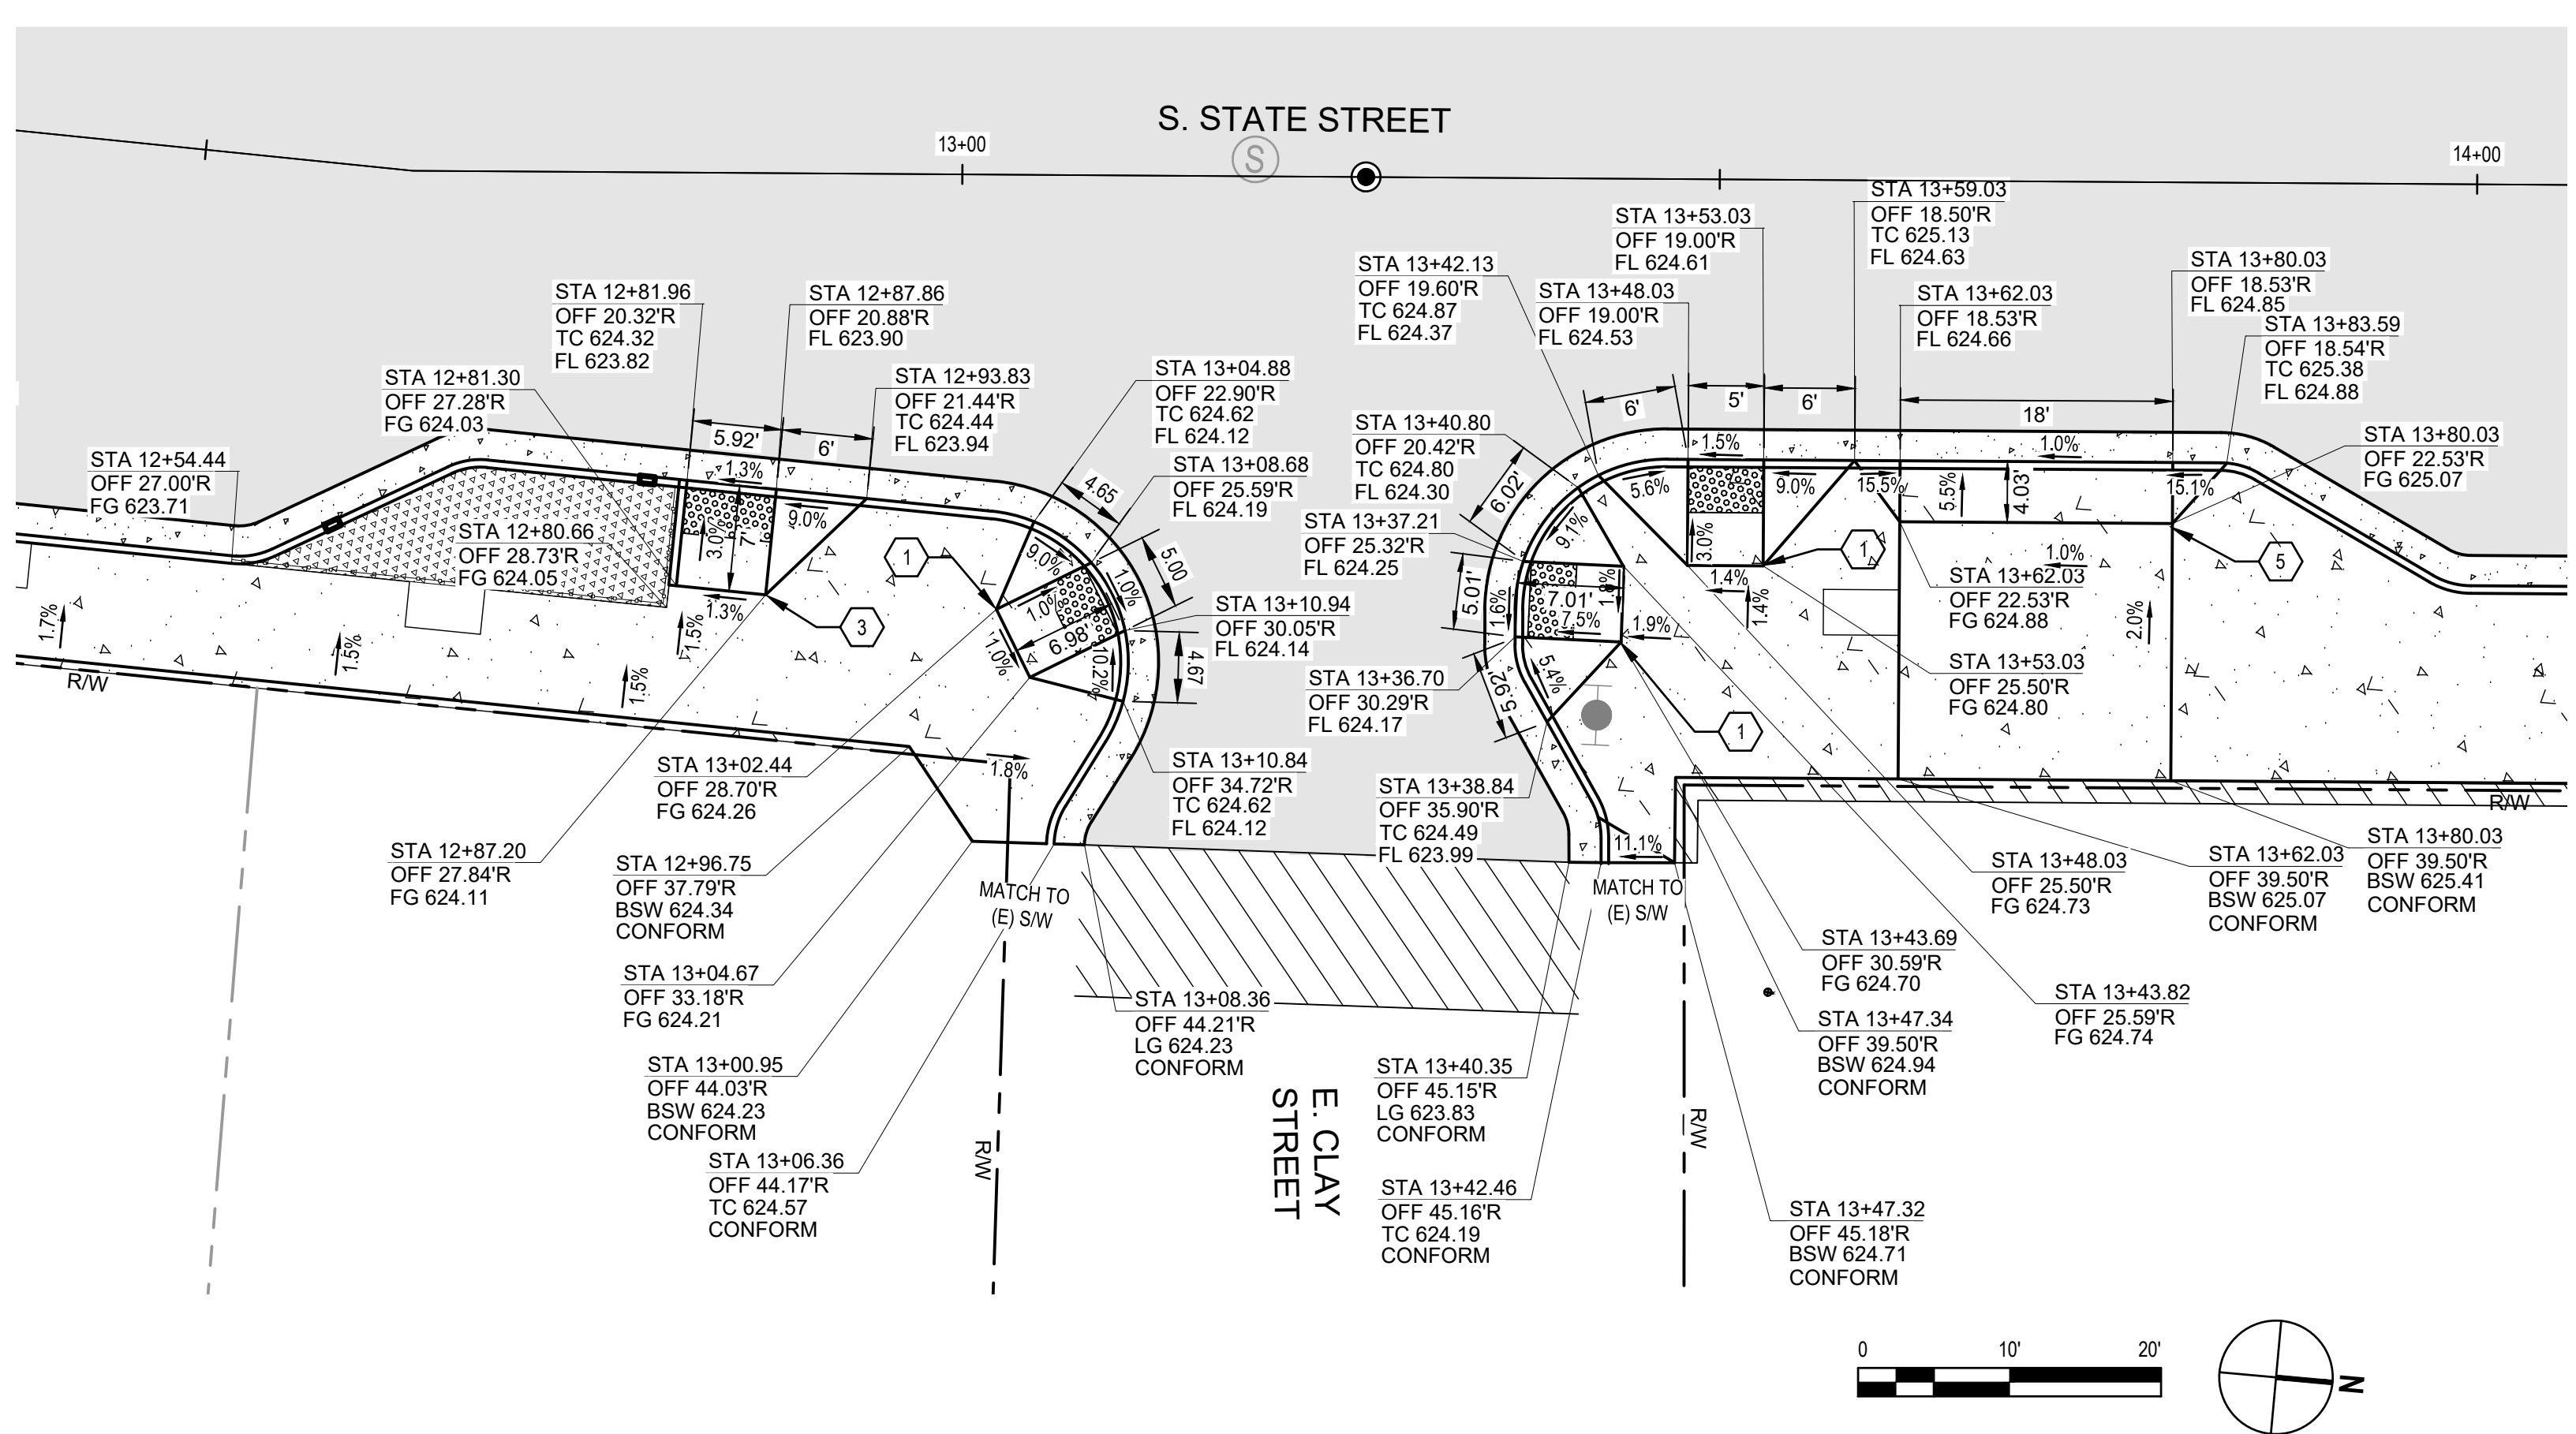 S. STATE STREET
S
13+00
14+00
STA 13+59.03
OFF 18.50'R
TC 625.13
FL 624.63
STA 13+53.03
OFF 19.00'R
FL 624.61
STA 13+42.13
OFF 19.60'R
TC 624.87
FL 624.37
STA 13+48.03
OFF 19.00'R
FL 624.53
STA 13+80.03
OFF 18.53'R
FL 624.85
STA 13+62.03
OFF 18.53'R
FL 624.66
STA 13+83.59
OFF 18.54'R
TC 625.38
FL 624.88
STA 12+81.96
OFF 20.32'R
TC 624.32
FL 623.82
STA 12+87.86
OFF 20.88'R
FL 623.90
STA 12+81.30
OFF 27.28'R
FG 624.03
STA 12+93.83
OFF 21.44'R
TC 624.44
FL 623.94
STA 13+04.88
OFF 22.90'R
TC 624.62
FL 624.12
STA 12+54.44
OFF 27.00'R
FG 623.71
STA 13+08.68
OFF 25.59'R
FL 624.19
STA 13+40.80
OFF 20.42'R
TC 624.80
FL 624.30
STA 13+80.03
OFF 22.53'R
FG 625.07
STA 12+80.66
OFF 28.73'R
FG 624.05
STA 13+37.21
OFF 25.32'R
FL 624.25
STA 13+10.94
OFF 30.05'R
FL 624.14
STA 13+62.03
OFF 22.53'R
FG 624.88
STA 13+36.70
OFF 30.29'R
FL 624.17
STA 13+53.03
OFF 25.50'R
FG 624.80
5.92'
6'
1.3%
9.0%
3.0%
7'
1.3%
1.5%
1.5%
1.5%
1.7%
R/W
3
1
4.65
5.00
4.67
9.0%
1.0%
1.0%
6.98'
1.0%
10.2%
1.8%
6'
5'
6'
18'
6.02'
5.01'
5.92'
1.5%
1.0%
5.6%
9.0%
15.5%
5.5%
4.03'
15.1%
9.1%
3.0%
1.8%
1.6%
7.01'
7.5%
1.9%
1.4%
1.4%
1.0%
2.0%
5.4%
11.1%
1
1
5
R/W
STA 13+02.44
OFF 28.70'R
FG 624.26
STA 13+10.84
OFF 34.72'R
TC 624.62
FL 624.12
STA 13+38.84
OFF 35.90'R
TC 624.49
FL 623.99
STA 12+87.20
OFF 27.84'R
FG 624.11
STA 12+96.75
OFF 37.79'R
BSW 624.34
CONFORM
STA 13+48.03
OFF 25.50'R
FG 624.73
STA 13+62.03
OFF 39.50'R
BSW 625.07
CONFORM
STA 13+80.03
OFF 39.50'R
BSW 625.41
CONFORM
MATCH TO
(E) S/W
MATCH TO
(E) S/W
STA 13+04.67
OFF 33.18'R
FG 624.21
STA 13+43.69
OFF 30.59'R
FG 624.70
STA 13+08.36
OFF 44.21'R
LG 624.23
CONFORM
STA 13+43.82
OFF 25.59'R
FG 624.74
STA 13+47.34
OFF 39.50'R
BSW 624.94
CONFORM
STA 13+00.95
OFF 44.03'R
BSW 624.23
CONFORM
STA 13+40.35
OFF 45.15'R
LG 623.83
CONFORM
STA 13+06.36
OFF 44.17'R
TC 624.57
CONFORM
R/W
E. CLAY
STREET
R/W
STA 13+42.46
OFF 45.16'R
TC 624.19
CONFORM
STA 13+47.32
OFF 45.18'R
BSW 624.71
CONFORM
0
10'
20'
N